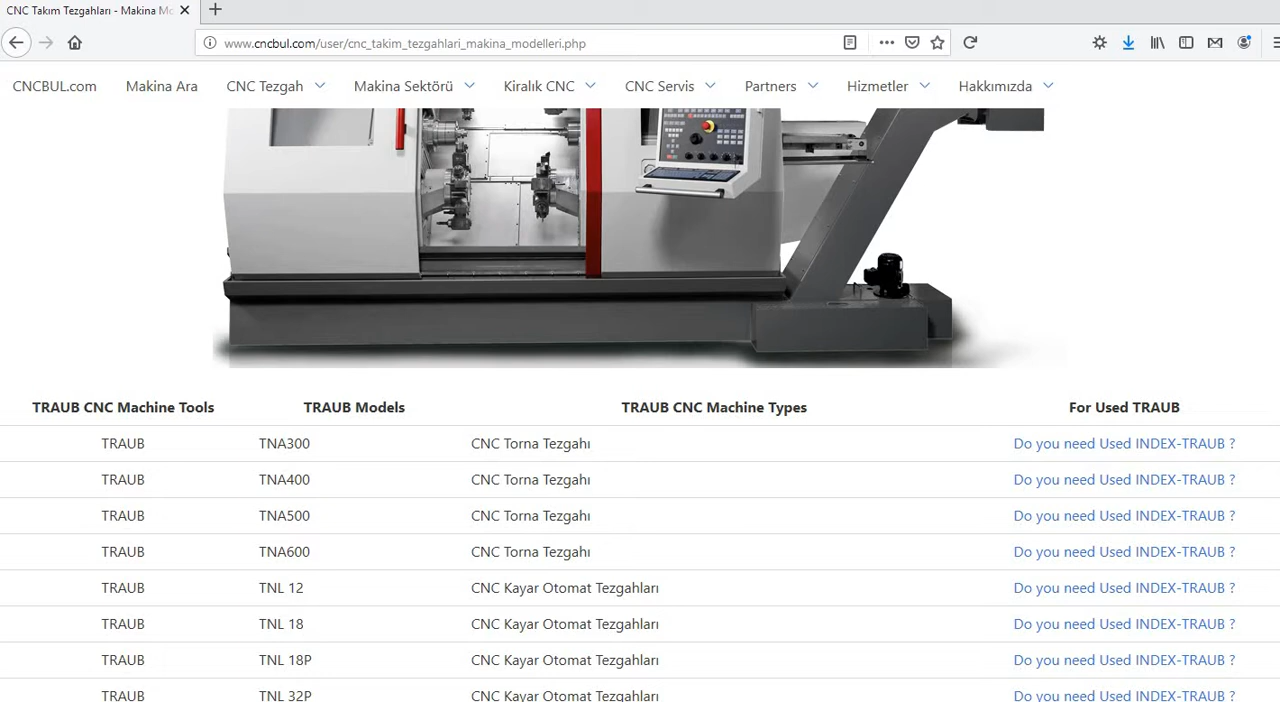 CNC Takım Tezgahları - Makina Mo
www.cncbul.com/user/cnc_takim_tezgahlari_makina_modelleri.php
CNCBUL.com Makina Ara CNC Tezgah Makina Sektörü Kiralık CNC CNC Servis Partners Hizmetler Hakkımızda
TRAUB CNC Machine Tools TRAUB Models TRAUB CNC Machine Types For Used TRAUB
TRAUB TNA300 CNC Torna Tezgahı Do you need Used INDEX-TRAUB ?
TRAUB TNA400 CNC Torna Tezgahı Do you need Used INDEX-TRAUB ?
TRAUB TNA500 CNC Torna Tezgahı Do you need Used INDEX-TRAUB ?
TRAUB TNA600 CNC Torna Tezgahı Do you need Used INDEX-TRAUB ?
TRAUB TNL 12 CNC Kayar Otomat Tezgahları Do you need Used INDEX-TRAUB ?
TRAUB TNL 18 CNC Kayar Otomat Tezgahları Do you need Used INDEX-TRAUB ?
TRAUB TNL 18P CNC Kayar Otomat Tezgahları Do you need Used INDEX-TRAUB ?
TRAUB TNL 32P CNC Kayar Otomat Tezgahları Do you need Used INDEX-TRAUB ?